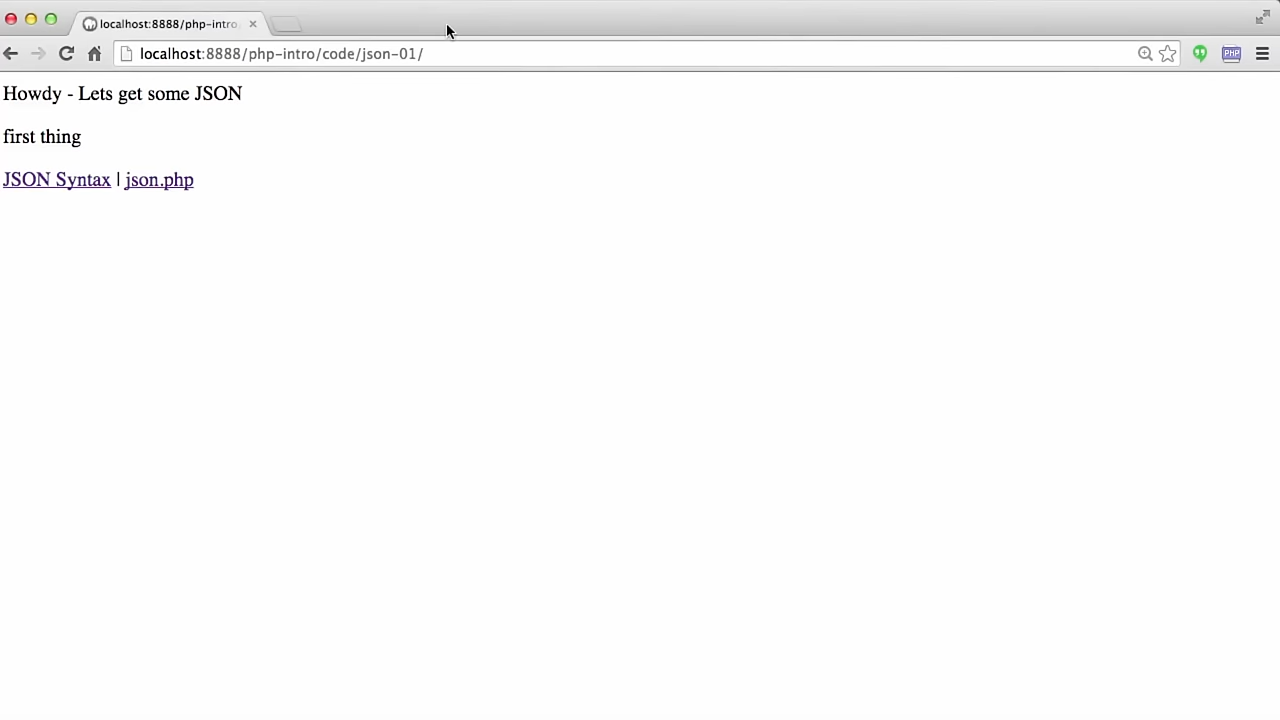 localhost:8888/php-intro
localhost:8888/php-intro/code/json-01/
PHP
Howdy - Lets get some JSON
first thing
JSON Syntax | json.php